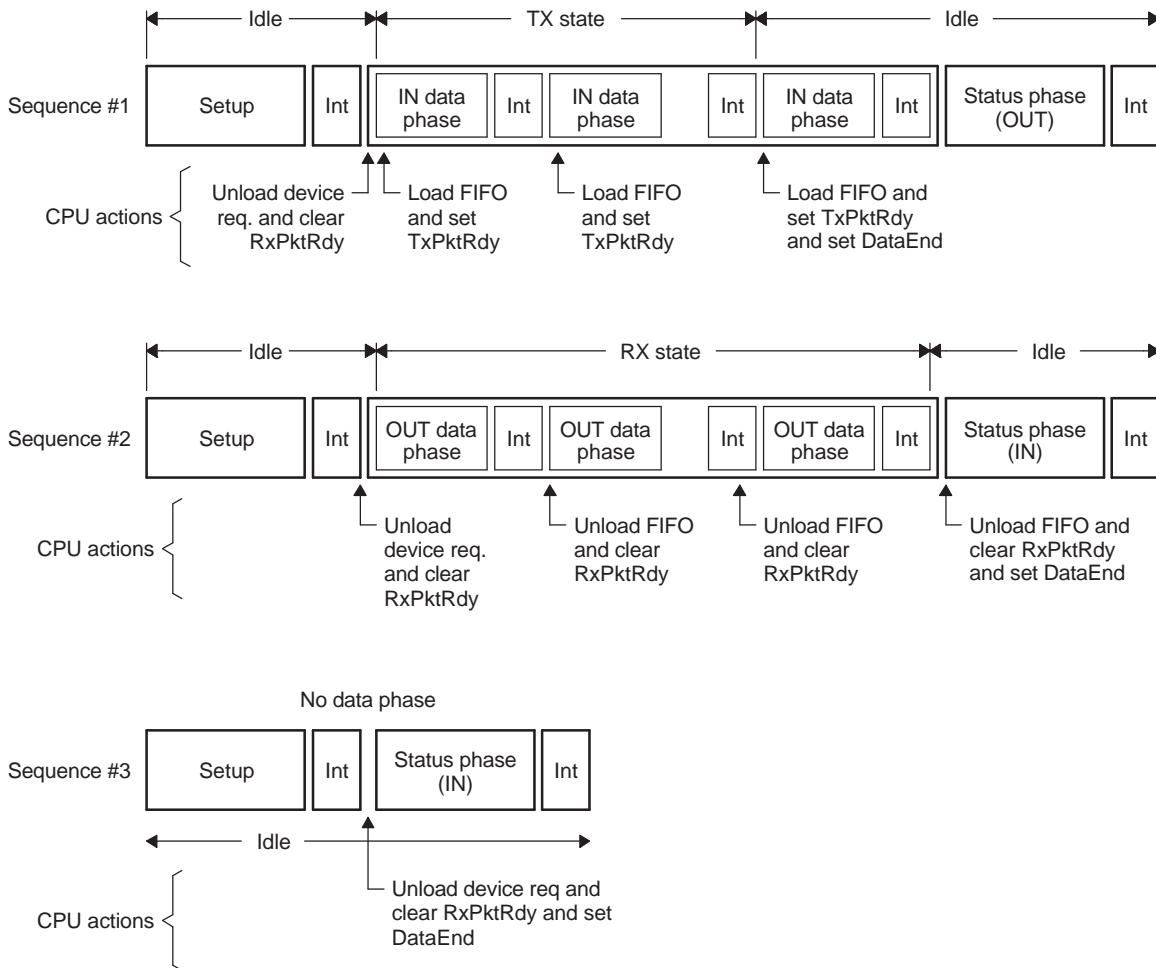 Idle TX state Idle
Sequence #1
Setup
Int
IN data
phase
Int
IN data
phase
Int
IN data
phase
Int
Status phase
(OUT)
Int
CPU actions
Unload device
req. and clear
RxPktRdy
Load FIFO
and set
TxPktRdy
Load FIFO
and set
TxPktRdy
Load FIFO and
set TxPktRdy
and set DataEnd
Idle RX state Idle
Sequence #2
Setup
Int
OUT data
phase
Int
OUT data
phase
Int
OUT data
phase
Int
Status phase
(IN)
Int
CPU actions
Unload
device req.
and clear
RxPktRdy
Unload FIFO
and clear
RxPktRdy
Unload FIFO
and clear
RxPktRdy
Unload FIFO and
clear RxPktRdy
and set DataEnd
No data phase
Sequence #3
Setup
Int
Status phase
(IN)
Int
Idle
CPU actions
Unload device req and
clear RxPktRdy and set
DataEnd